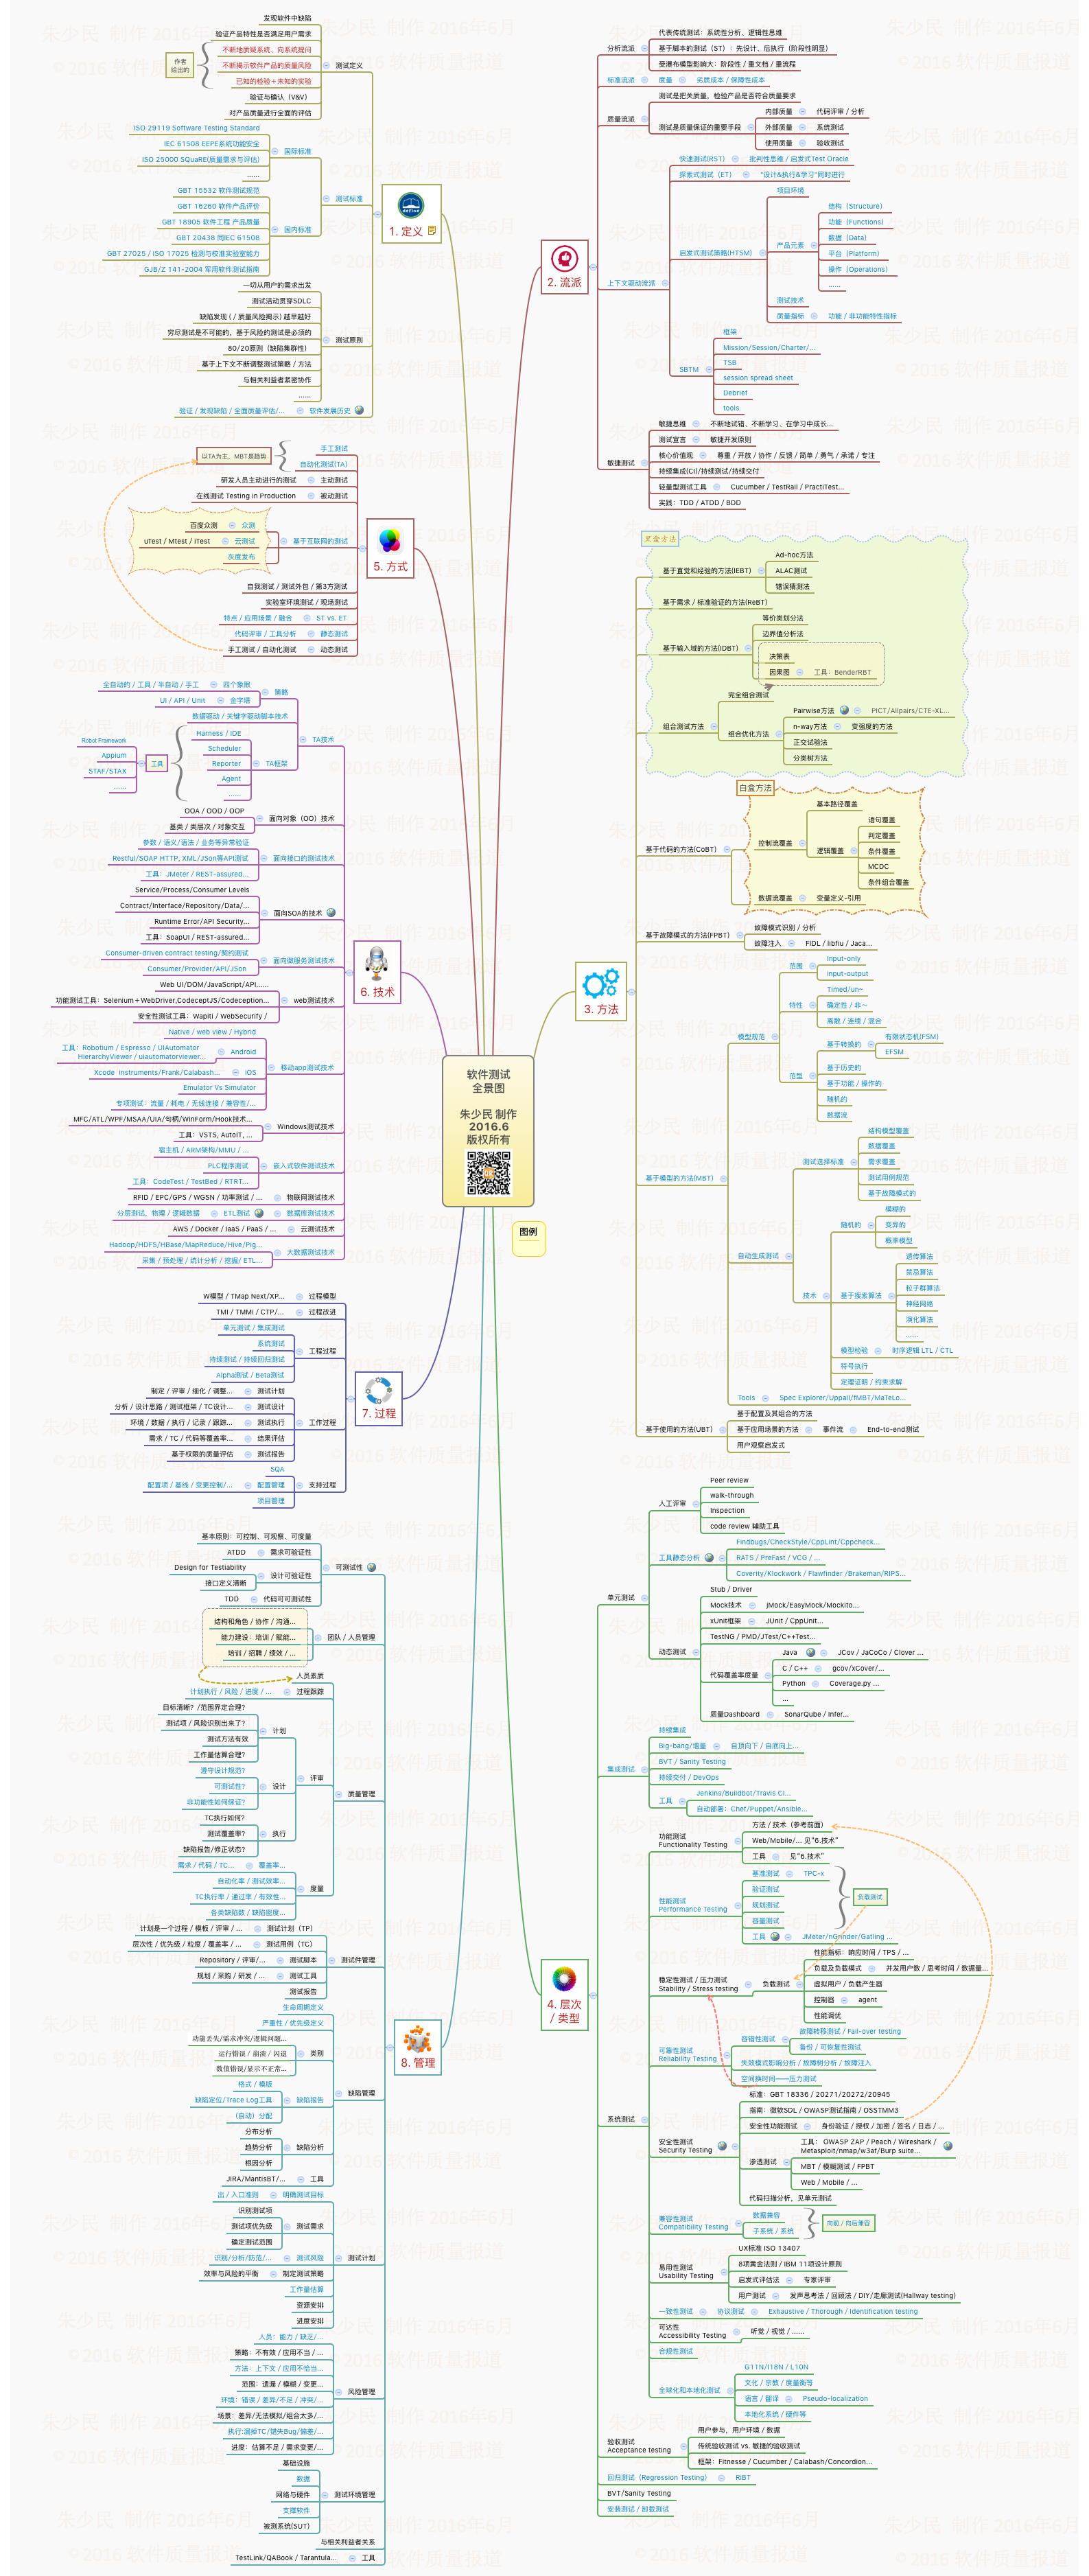 软件测试
全景图
朱少民 制作
2016.6
版权所有
图例
1. 定义
发现软件中缺陷
验证产品特性是否满足用户需求
不断地质疑系统、向系统提问
不断揭示软件产品的质量风险
已知的检验+未知的实验
作者
给出的
验证与确认（V&V）
对产品质量进行全面的评估
测试定义
ISO 29119 Software Testing Standard
IEC 61508 EEPE系统功能安全
ISO 25000 SQuaRE(质量需求与评估)
......
国际标准
测试标准
GBT 15532 软件测试规范
GBT 16260 软件产品评价
GBT 18905 软件工程 产品质量
GBT 20438 同IEC 61508
GBT 27025 / ISO 17025 检测与校准实验室能力
GJB/Z 141-2004 军用软件测试指南
国内标准
一切从用户的需求出发
测试活动贯穿SDLC
缺陷发现 ( / 质量风险揭示) 越早越好
穷尽测试是不可能的，基于风险的测试是必须的
80/20原则（缺陷集群性）
基于上下文不断调整测试策略 / 方法
与相关利益者紧密协作
......
测试原则
验证 / 发现缺陷 / 全面质量评估/...
软件发展历史
2. 流派
分析流派
代表传统测试：系统性分析、逻辑性思维
基于脚本的测试（ST）：先设计、后执行（阶段性明显）
受瀑布模型影响大：阶段性 / 重文档 / 重流程
标准流派
度量
劣质成本 / 保障性成本
质量流派
测试是把关质量，检验产品是否符合质量要求
测试是质量保证的重要手段
内部质量
代码评审 / 分析
外部质量
系统测试
使用质量
验收测试
上下文驱动流派
快速测试(RST)
批判性思维 / 启发式Test Oracle
探索式测试（ET）
“设计&执行&学习”同时进行
启发式测试策略(HTSM)
项目环境
产品元素
结构（Structure）
功能（Functions）
数据（Data）
平台（Platform）
操作（Operations）
......
测试技术
质量指标
功能 / 非功能特性指标
SBTM
框架
Mission/Session/Charter/...
TSB
session spread sheet
Debrief
tools
敏捷测试
敏捷思维
不断地试错，不断学习、在学习中成长...
测试宣言
敏捷开发原则
核心价值观
尊重 / 开放 / 协作 / 反馈 / 简单 / 勇气 / 承诺 / 专注
持续集成(CI)/持续测试/持续交付
轻量型测试工具
Cucumber / TestRail / PractiTest...
实践：TDD / ATDD / BDD
5. 方式
以TA为主，MBT是趋势
手工测试
自动化测试(TA)
研发人员主动进行的测试
主动测试
在线测试 Testing in Production
被动测试
百度众测
众测
uTest / Mtest / iTest
云测试
灰度发布
基于互联网的测试
自我测试 / 测试外包 / 第3方测试
实验室环境测试 / 现场测试
特点 / 应用场景 / 融合
ST vs. ET
代码评审 / 工具分析
静态测试
手工测试 / 自动化测试
动态测试
3. 方法
黑盒方法
基于直觉和经验的方法(IEBT)
Ad-hoc方法
ALAC测试
错误猜测法
基于需求 / 标准验证的方法(ReBT)
基于输入域的方法(IDBT)
等价类划分法
边界值分析法
决策表
因果图
工具：BenderRBT
组合测试方法
完全组合测试
组合优化方法
Pairwise方法
PICT/Allpairs/CTE-XL...
n-way方法
变强度的方法
正交试验法
分类树方法
白盒方法
基于代码的方法(CoBT)
控制流覆盖
基本路径覆盖
逻辑覆盖
语句覆盖
判定覆盖
条件覆盖
MCDC
条件组合覆盖
数据流覆盖
变量定义-引用
基于故障模式的方法(FPBT)
故障模式识别 / 分析
故障注入
FIDL / libfiu / Jaca...
基于模型的方法(MBT)
模型规范
范围
Input-only
Input-output
特性
Timed/un~
确定性 / 非～
离散 / 连续 / 混合
范型
基于转换的
有限状态机(FSM)
EFSM
基于历史的
基于功能 / 操作的
随机的
数据流
自动生成测试
测试选择标准
结构模型覆盖
数据覆盖
需求覆盖
测试用例规范
基于故障模式的
技术
随机的
模糊的
变异的
概率模型
基于搜索算法
遗传算法
禁忌算法
粒子群算法
神经网络
演化算法
......
模型检验
时序逻辑 LTL / CTL
符号执行
定理证明 / 约束求解
Tools
Spec Explorer/Uppall/fMBT/MaTeLo...
基于使用的方法(UBT)
基于配置及其组合的方法
基于应用场景的方法
事件流
End-to-end测试
用户观察启发式
6. 技术
全自动的 / 工具 / 半自动 / 手工
四个象限
UI / API / Unit
金字塔
策略
数据驱动 / 关键字驱动脚本技术
TA技术
Robot Framework
Appium
STAF/STAX
......
工具
Harness / IDE
Scheduler
Reporter
Agent
......
TA框架
OOA / OOD / OOP
基类 / 类层次 / 对象交互
面向对象（OO）技术
参数 / 语义/语法 / 业务等异常验证
Restful/SOAP HTTP, XML/JSon等API测试
工具：JMeter / REST-assured...
面向接口的测试技术
Service/Process/Consumer Levels
Contract/Interface/Repository/Data/...
Runtime Error/API Security...
工具：SoapUI / REST-assured...
面向SOA的技术
Consumer-driven contract testing/契约测试
Consumer/Provider/API/JSon
面向微服务测试技术
Web UI/DOM/JavaScript/API......
功能测试工具：Selenium＋WebDriver,CodeceptJS/Codeception...
安全性测试工具：Wapiti / WebSecurity /
web测试技术
Native / web view / Hybrid
工具：Robotium / Espresso / UIAutomator
HierarchyViewer / uiautomatorviewer...
Android
Xcode instruments/Frank/Calabash...
iOS
Emulator Vs Simulator
专项测试：流量 / 耗电 / 无线连接 / 兼容性/...
移动app测试技术
MFC/ATL/WPF/MSAA/UIA/句柄/WinForm/Hook技术...
工具：VSTS, AutoIT, ...
Windows测试技术
宿主机 / ARM架构/MMU / ...
PLC程序测试
工具：CodeTest / TestBed / RTRT...
嵌入式软件测试技术
RFID / EPC/GPS / WGSN / 功率测试 / ...
物联网测试技术
分层测试，物理 / 逻辑数据
ETL测试
数据库测试技术
AWS / Docker / IaaS / PaaS / ...
云测试技术
Hadoop/HDFS/HBase/MapReduce/Hive/Pig...
采集 / 预处理 / 统计分析 / 挖掘/ ETL...
大数据测试技术
7. 过程
W模型 / TMap Next/XP...
过程模型
TMI / TMMI / CTP/...
过程改进
单元测试 / 集成测试
系统测试
持续测试 / 持续回归测试
Alpha测试 / Beta测试
工程过程
制定 / 评审 / 细化 / 调整...
测试计划
分析 / 设计思路 / 测试框架 / TC设计...
测试设计
环境 / 数据 / 执行 / 记录 / 跟踪...
测试执行
需求 / TC / 代码等覆盖率...
结果评估
基于权限的质量评估
测试报告
工作过程
SQA
配置项 / 基线 / 变更控制/...
配置管理
项目管理
支持过程
8. 管理
基本原则：可控制、可观察、可度量
ATDD
需求可验证性
Design for Testiability
接口定义清晰
设计可验证性
TDD
代码可可测试性
可测试性
结构和角色 / 协作 / 沟通...
能力建设：培训 / 赋能...
培训 / 招聘 / 绩效 / ...
团队 / 人员管理
人员素质
计划执行 / 风险 / 进度 / ...
过程跟踪
目标清晰？/范围界定合理？
测试项 / 风险识别出来了？
测试方法有效
工作量估算合理？
计划
遵守设计规范？
可测试性？
非功能性如何保证？
设计
TC执行如何？
测试覆盖率？
缺陷报告/修正状态？
执行
评审
质量管理
需求 / 代码 / TC...
覆盖率...
自动化率 / 测试效率...
TC执行率 / 通过率 / 有效性...
各类缺陷数 / 缺陷密度...
度量
计划是一个过程 / 模板 / 评审 / ...
测试计划（TP）
层次性 / 优先级 / 粒度 / 覆盖率 / ...
测试用例（TC）
Repository / 评审/...
测试脚本
规划 / 采购 / 研发 / ...
测试工具
测试报告
测试件管理
生命周期定义
严重性 / 优先级定义
功能丢失/需求冲突/逻辑问题...
运行错误 / 崩溃 / 闪退
数值错误/显示不正常...
类别
格式 / 模版
缺陷定位/Trace Log工具
（自动）分配
缺陷报告
分布分析
趋势分析
根因分析
缺陷分析
JIRA/MantisBT/...
工具
缺陷管理
出 / 入口准则
明确测试目标
识别测试项
测试项优先级
确定测试范围
测试需求
识别/分析/防范/...
测试风险
效率与风险的平衡
制定测试策略
工作量估算
资源安排
进度安排
测试计划
人员：能力 / 缺乏/...
策略：不有效 / 应用不当 / ...
方法：上下文 / 应用不恰当...
范围：遗漏 / 模糊 / 变更...
环境：错误 / 差异/不足 / 冲突/...
场景：差异/无法模拟/组合太多/...
执行:漏掉TC/错失Bug/偏差/...
进度：估算不足 / 需求变更/...
风险管理
基础设施
数据
网络与硬件
支撑软件
被测系统(SUT)
测试环境管理
与相关利益者关系
TestLink/QABook / Tarantula...
工具
4. 层次
/ 类型
单元测试
人工评审
Peer review
walk-through
Inspection
code review 辅助工具
工具静态分析
Findbugs/CheckStyle/CppLint/Cppcheck...
RATS / PreFast / VCG / ...
Coverity/Klockwork / Flawfinder /Brakeman/RIPS...
动态测试
Stub / Driver
Mock技术
jMock/EasyMock/Mockito...
xUnit框架
JUnit / CppUnit...
TestNG / PMD/JTest/C++Test...
代码覆盖率度量
Java
JCov / JaCoCo / Clover ...
C / C++
gcov/xCover/...
Python
Coverage.py ...
...
质量Dashboard
SonarQube / Infer...
集成测试
持续集成
Big-bang/增量
自顶向下 / 自底向上...
BVT / Sanity Testing
持续交付 / DevOps
工具
Jenkins/Buildbot/Travis CI...
自动部署：Chef/Puppet/Ansible...
系统测试
功能测试
Functionality Testing
方法 / 技术（参考前面）
Web/Mobile/... 见“6.技术”
工具
见“6.技术”
性能测试
Performance Testing
基准测试
TPC-x
验证测试
规划测试
容量测试
负载测试
工具
JMeter/nGrinder/Gatling ...
稳定性测试 / 压力测试
Stability / Stress testing
负载测试
性能指标：响应时间 / TPS / ...
负载及负载模式
并发用户数 / 思考时间 / 数据量...
虚拟用户 / 负载产生器
控制器
agent
性能调优
可靠性测试
Reliability Testing
容错性测试
故障转移测试 / Fail-over testing
备份 / 可恢复性测试
失效模式影响分析 / 故障树分析 / 故障注入
空间换时间——压力测试
安全性测试
Security Testing
标准：GBT 18336 / 20271/20272/20945
指南：微软SDL / OWASP测试指南 / OSSTMM3
安全性功能测试
身份验证 / 授权 / 加密 / 签名 / 日志 / ...
渗透测试
工具： OWASP ZAP / Peach / Wireshark /
Metasploit/nmap/w3af/Burp suite...
MBT / 模糊测试 / FPBT
Web / Mobile / ...
代码扫描分析，见单元测试
兼容性测试
Compatibility Testing
数据兼容
子系统 / 系统
向前 / 向后兼容
易用性测试
Usability Testing
UX标准 ISO 13407
8项黄金法则 / IBM 11项设计原则
启发式评估法
专家评审
用户测试
发声思考法 / 回顾法 / DIY/走廊测试(Hallway testing)
一致性测试
协议测试
Exhaustive / Thorough / Identification testing
可达性
Accessibility Testing
听觉 / 视觉 / ......
合规性测试
全球化和本地化测试
G11N/I18N / L10N
文化 / 宗教 / 度量衡等
语言 / 翻译
Pseudo-localization
本地化系统 / 硬件等
验收测试
Acceptance testing
用户参与，用户环境 / 数据
传统验收测试 vs. 敏捷的验收测试
框架：Fitnesse / Cucumber / Calabash/Concordion...
回归测试（Regression Testing）
RiBT
BVT/Sanity Testing
安装测试 / 卸载测试
朱少民 制作 2016年6月
©2016 软件质量报道